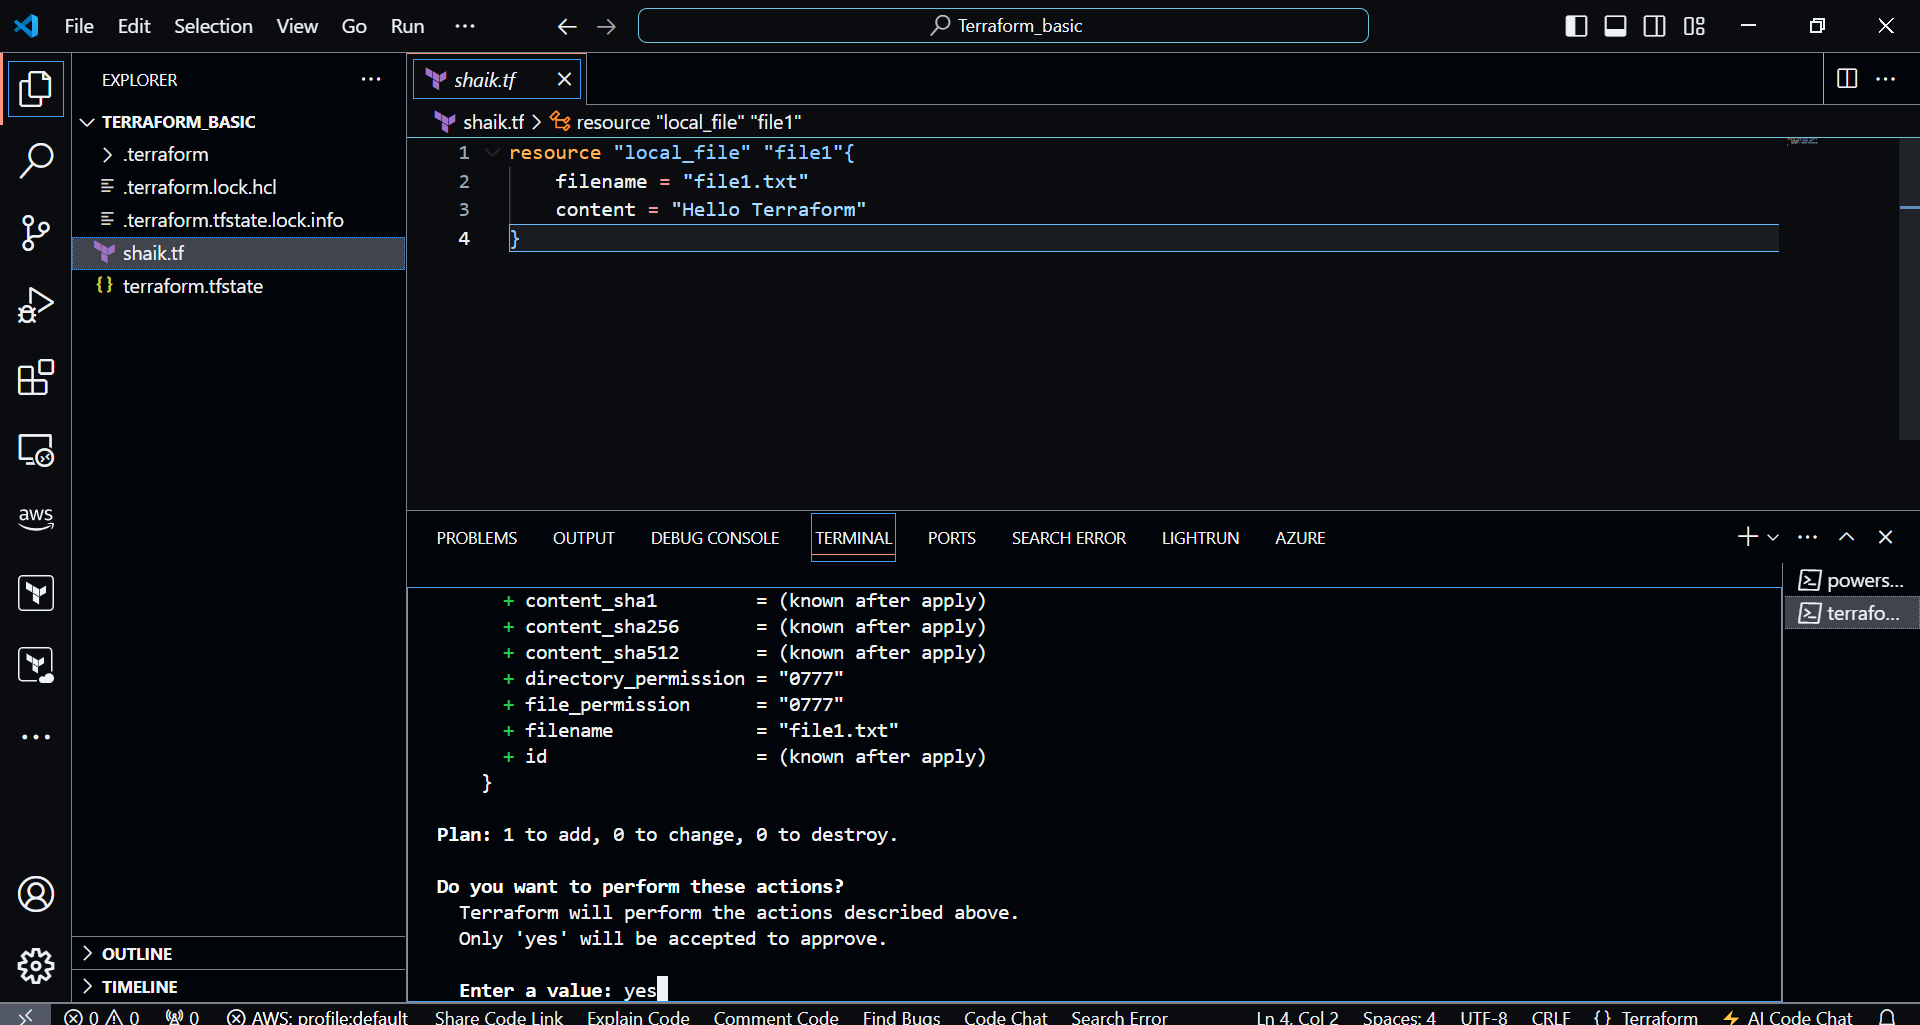 File Edit Selection View Go Run ··· Terraform_basic
EXPLORER ···
TERRAFORM_BASIC
.terraform
.terraform.lock.hcl
.terraform.tfstate.lock.info
shaik.tf
{} terraform.tfstate
aws
OUTLINE
TIMELINE
shaik.tf
shaik.tf > resource "local_file" "file1"
1 resource "local_file" "file1"{
2 filename = "file1.txt"
3 content = "Hello Terraform"
4 }
PROBLEMS OUTPUT DEBUG CONSOLE TERMINAL PORTS SEARCH ERROR LIGHTRUN AZURE
+ content_sha1 = (known after apply)
+ content_sha256 = (known after apply)
+ content_sha512 = (known after apply)
+ directory_permission = "0777"
+ file_permission = "0777"
+ filename = "file1.txt"
+ id = (known after apply)
}
Plan: 1 to add, 0 to change, 0 to destroy.
Do you want to perform these actions?
Terraform will perform the actions described above.
Only 'yes' will be accepted to approve.
Enter a value: yes
powers...
terrafo...
0 0 0 AWS: profile:default Share Code Link Explain Code Comment Code Find Bugs Code Chat Search Error Ln 4, Col 2 Spaces: 4 UTF-8 CRLF {} Terraform AI Code Chat